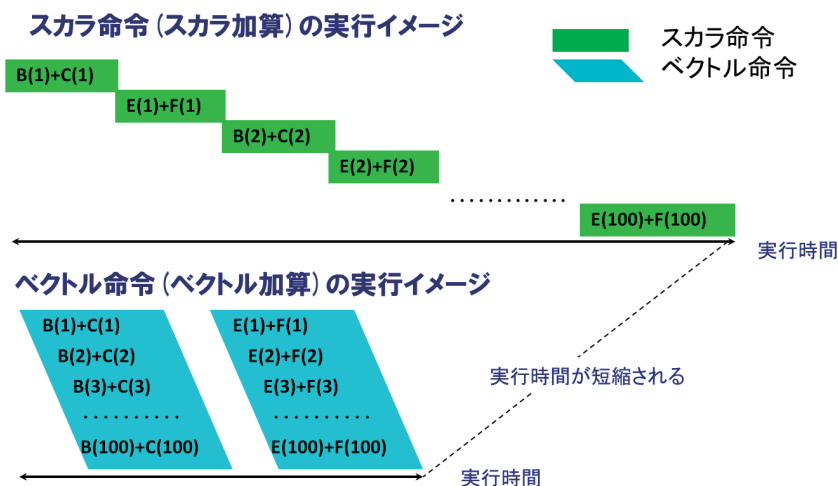 スカラ命令(スカラ加算)の実行イメージ
スカラ命令
ベクトル命令
B(1)+C(1)
E(1)+F(1)
B(2)+C(2)
E(2)+F(2)
............
E(100)+F(100)
実行時間
ベクトル命令(ベクトル加算)の実行イメージ
B(1)+C(1)
B(2)+C(2)
B(3)+C(3)
..........
B(100)+C(100)
E(1)+F(1)
E(2)+F(2)
E(3)+F(3)
..........
E(100)+F(100)
実行時間が短縮される
実行時間